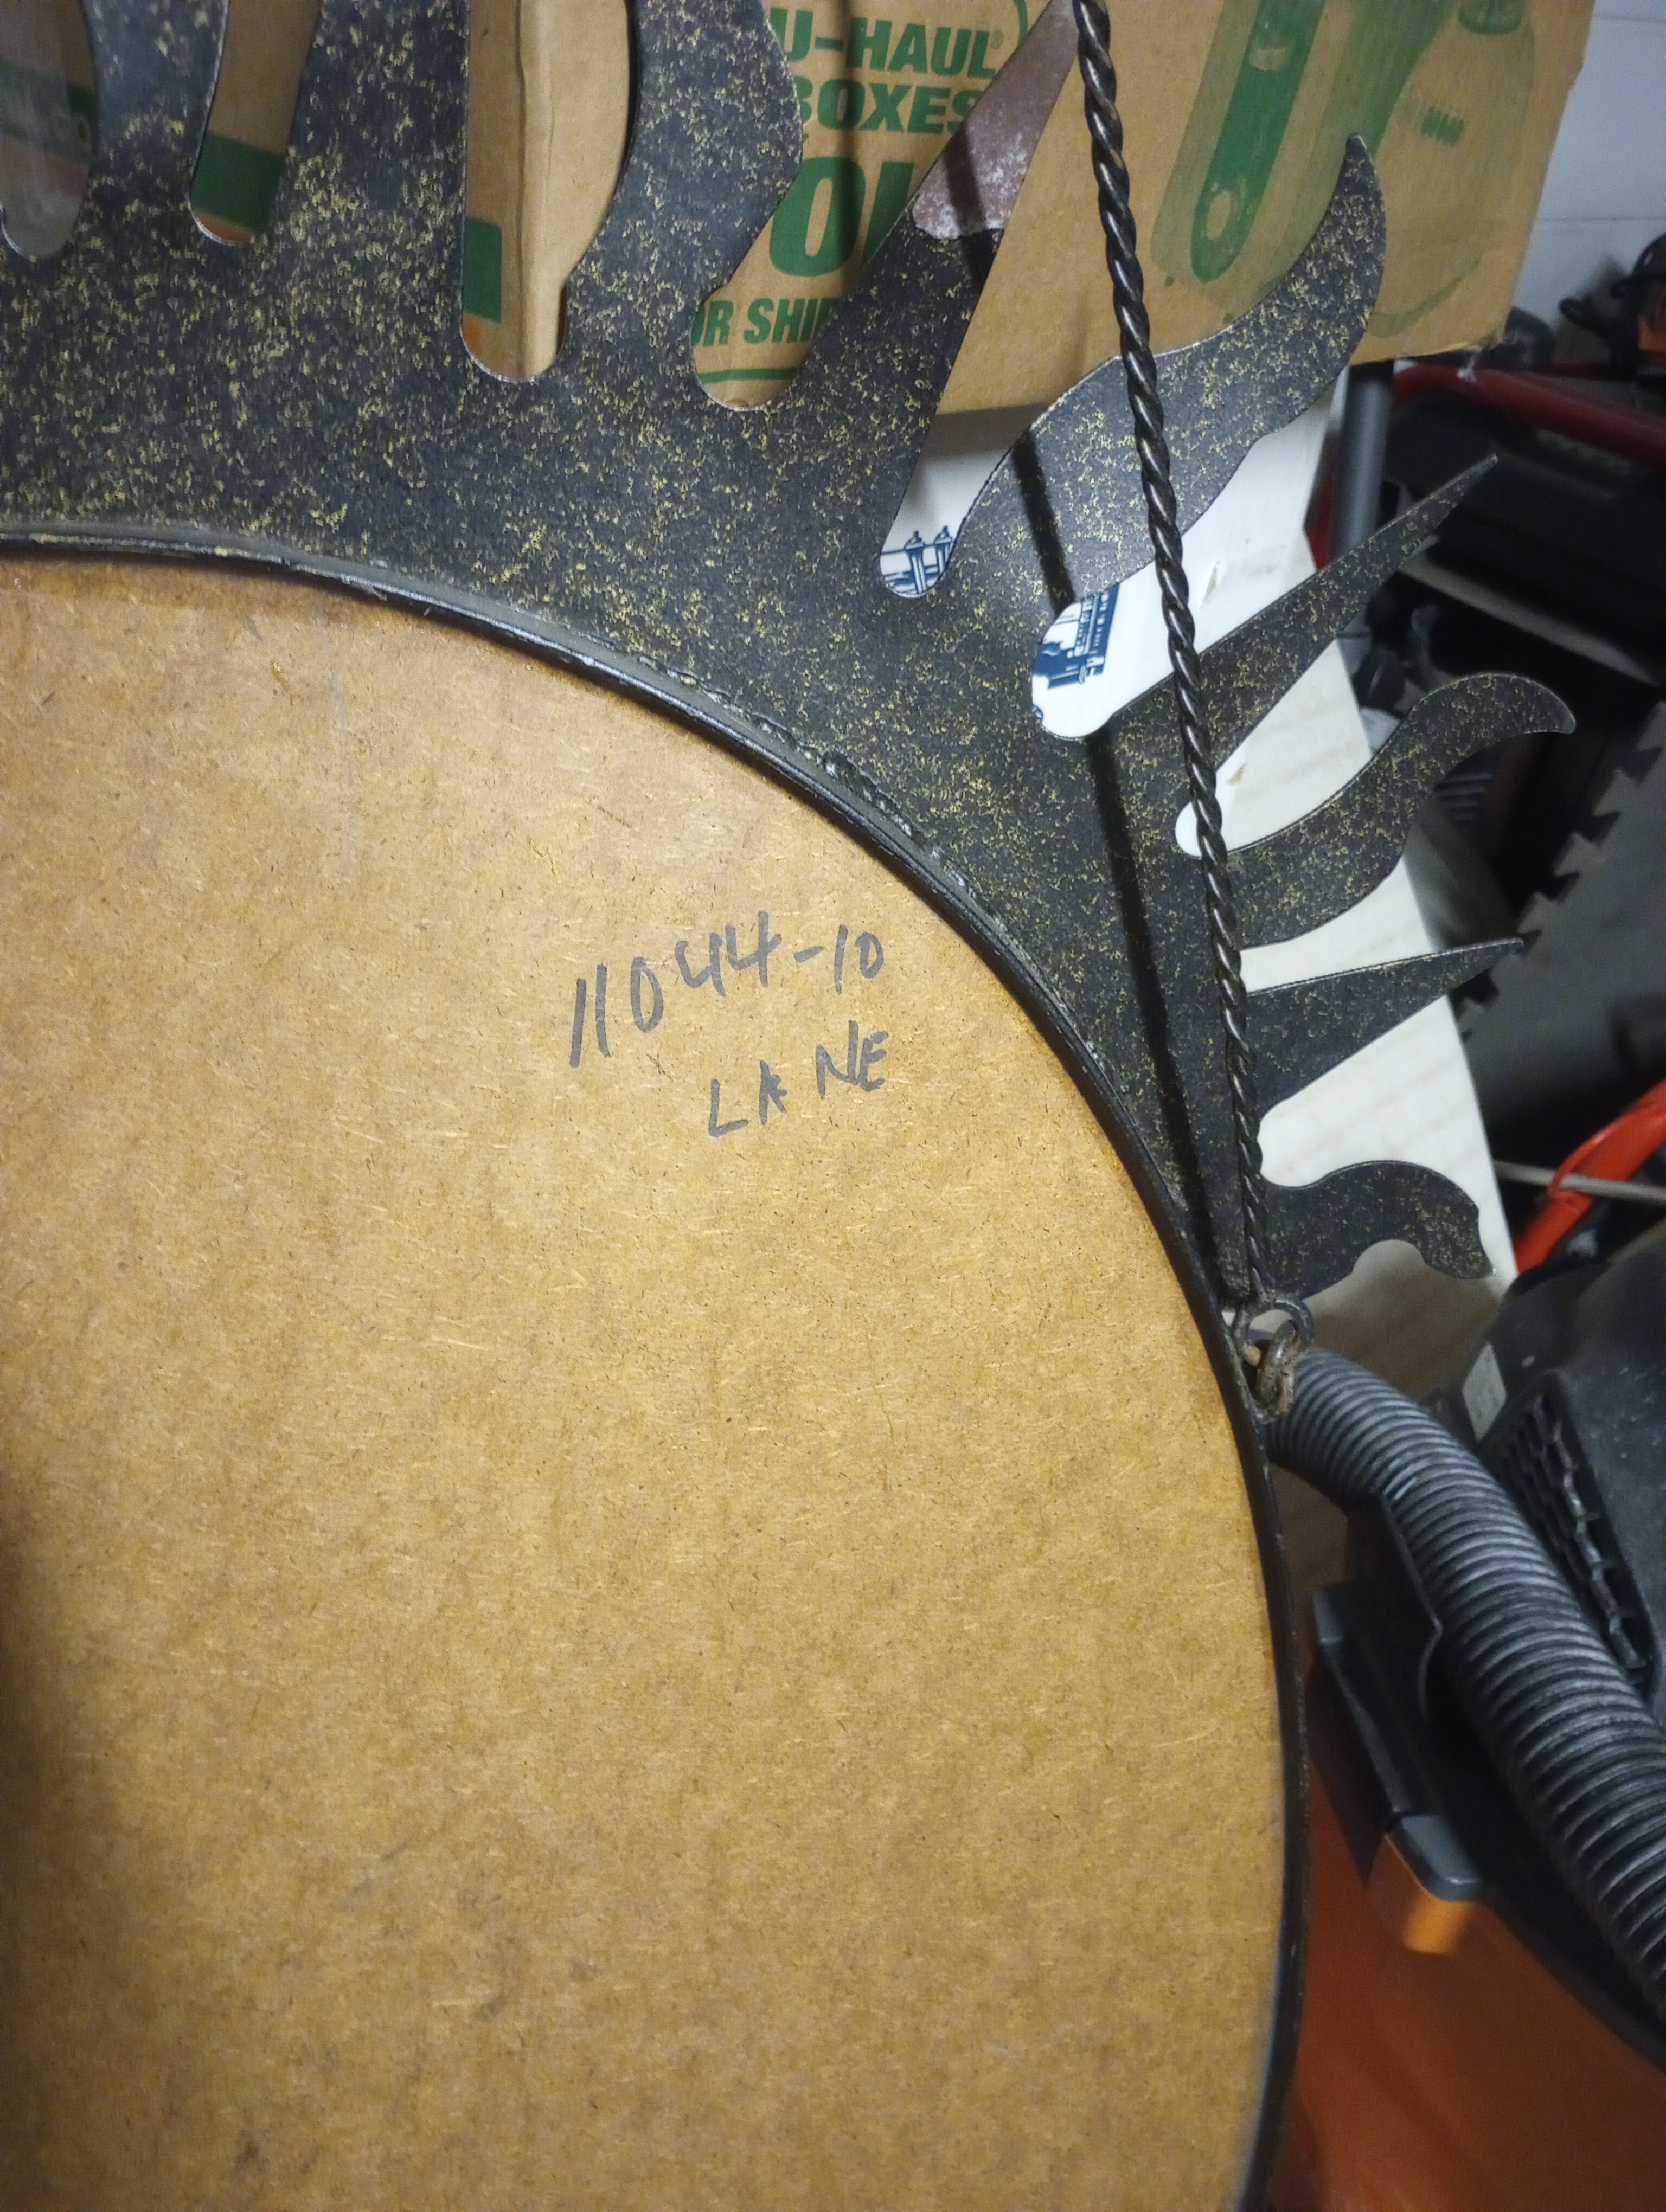 U-HAUL®
BOXES
OR SHI
11044-10
LANE